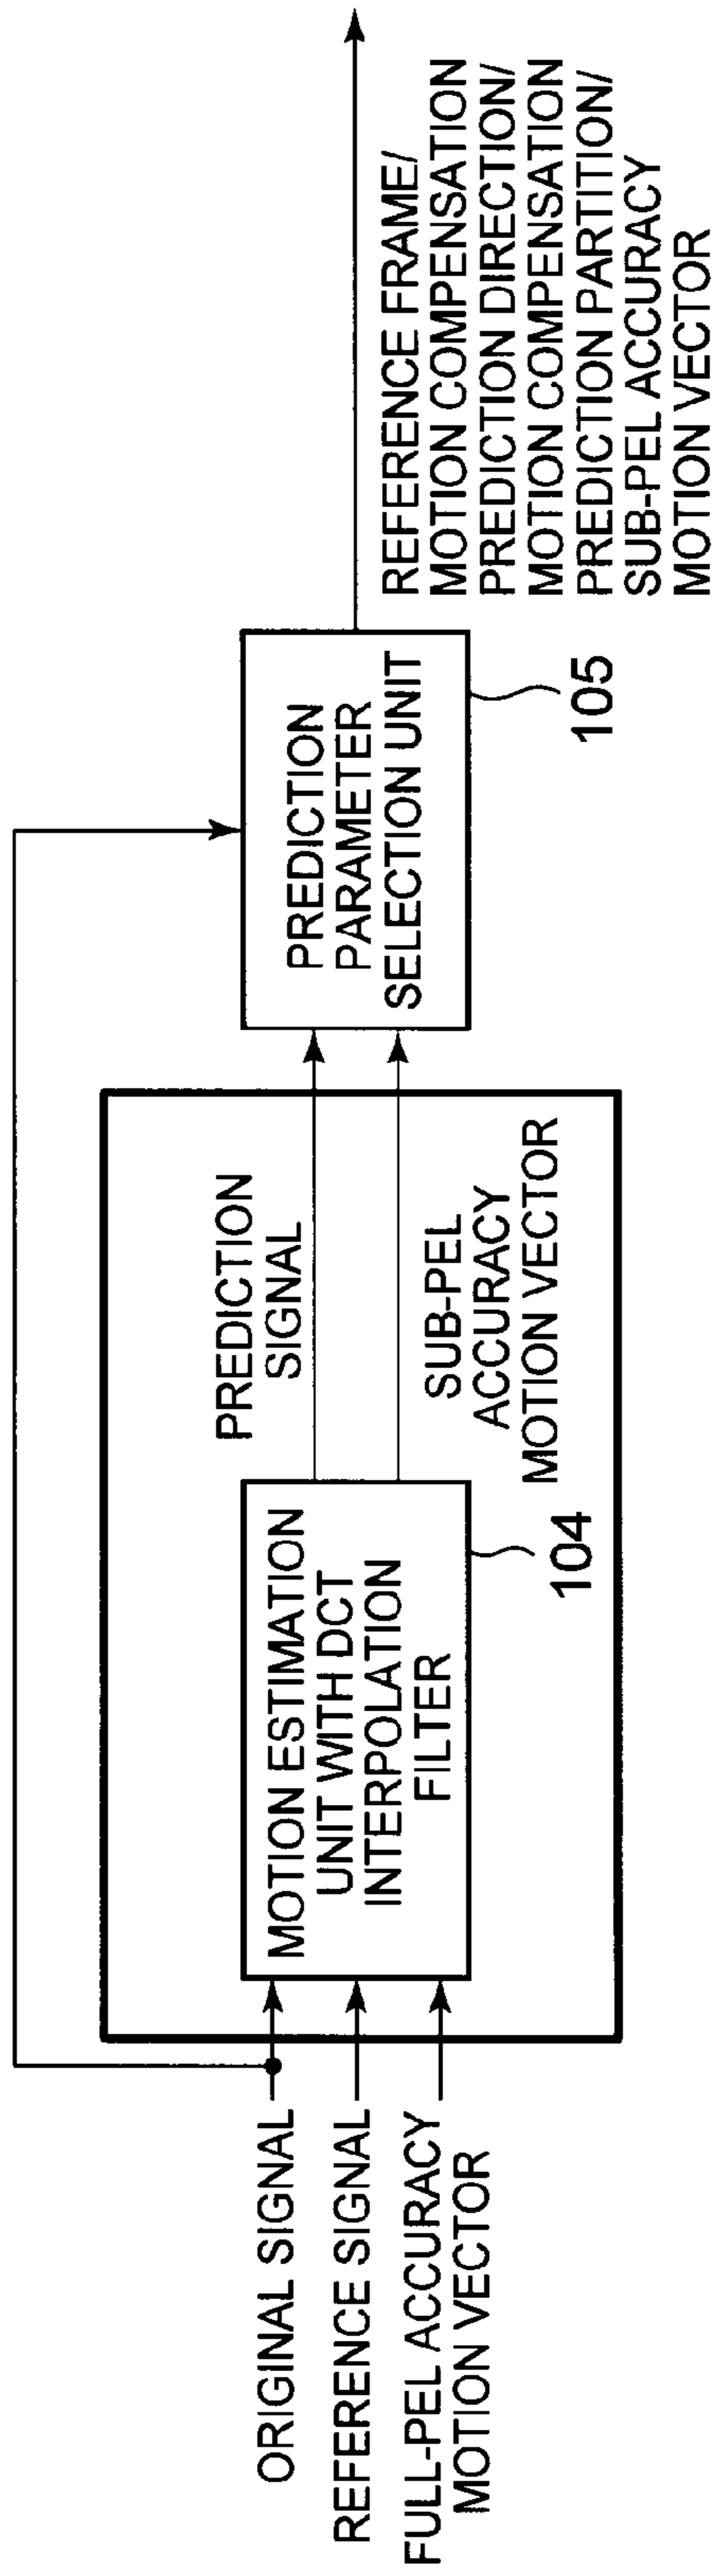 ORIGINAL SIGNAL
REFERENCE SIGNAL
FULL-PEL ACCURACY
MOTION VECTOR
MOTION ESTIMATION
UNIT WITH DCT
INTERPOLATION
FILTER
104
PREDICTION
SIGNAL
SUB-PEL
ACCURACY
MOTION VECTOR
PREDICTION
PARAMETER
SELECTION UNIT
105
REFERENCE FRAME/
MOTION COMPENSATION
PREDICTION DIRECTION/
MOTION COMPENSATION
PREDICTION PARTITION/
SUB-PEL ACCURACY
MOTION VECTOR